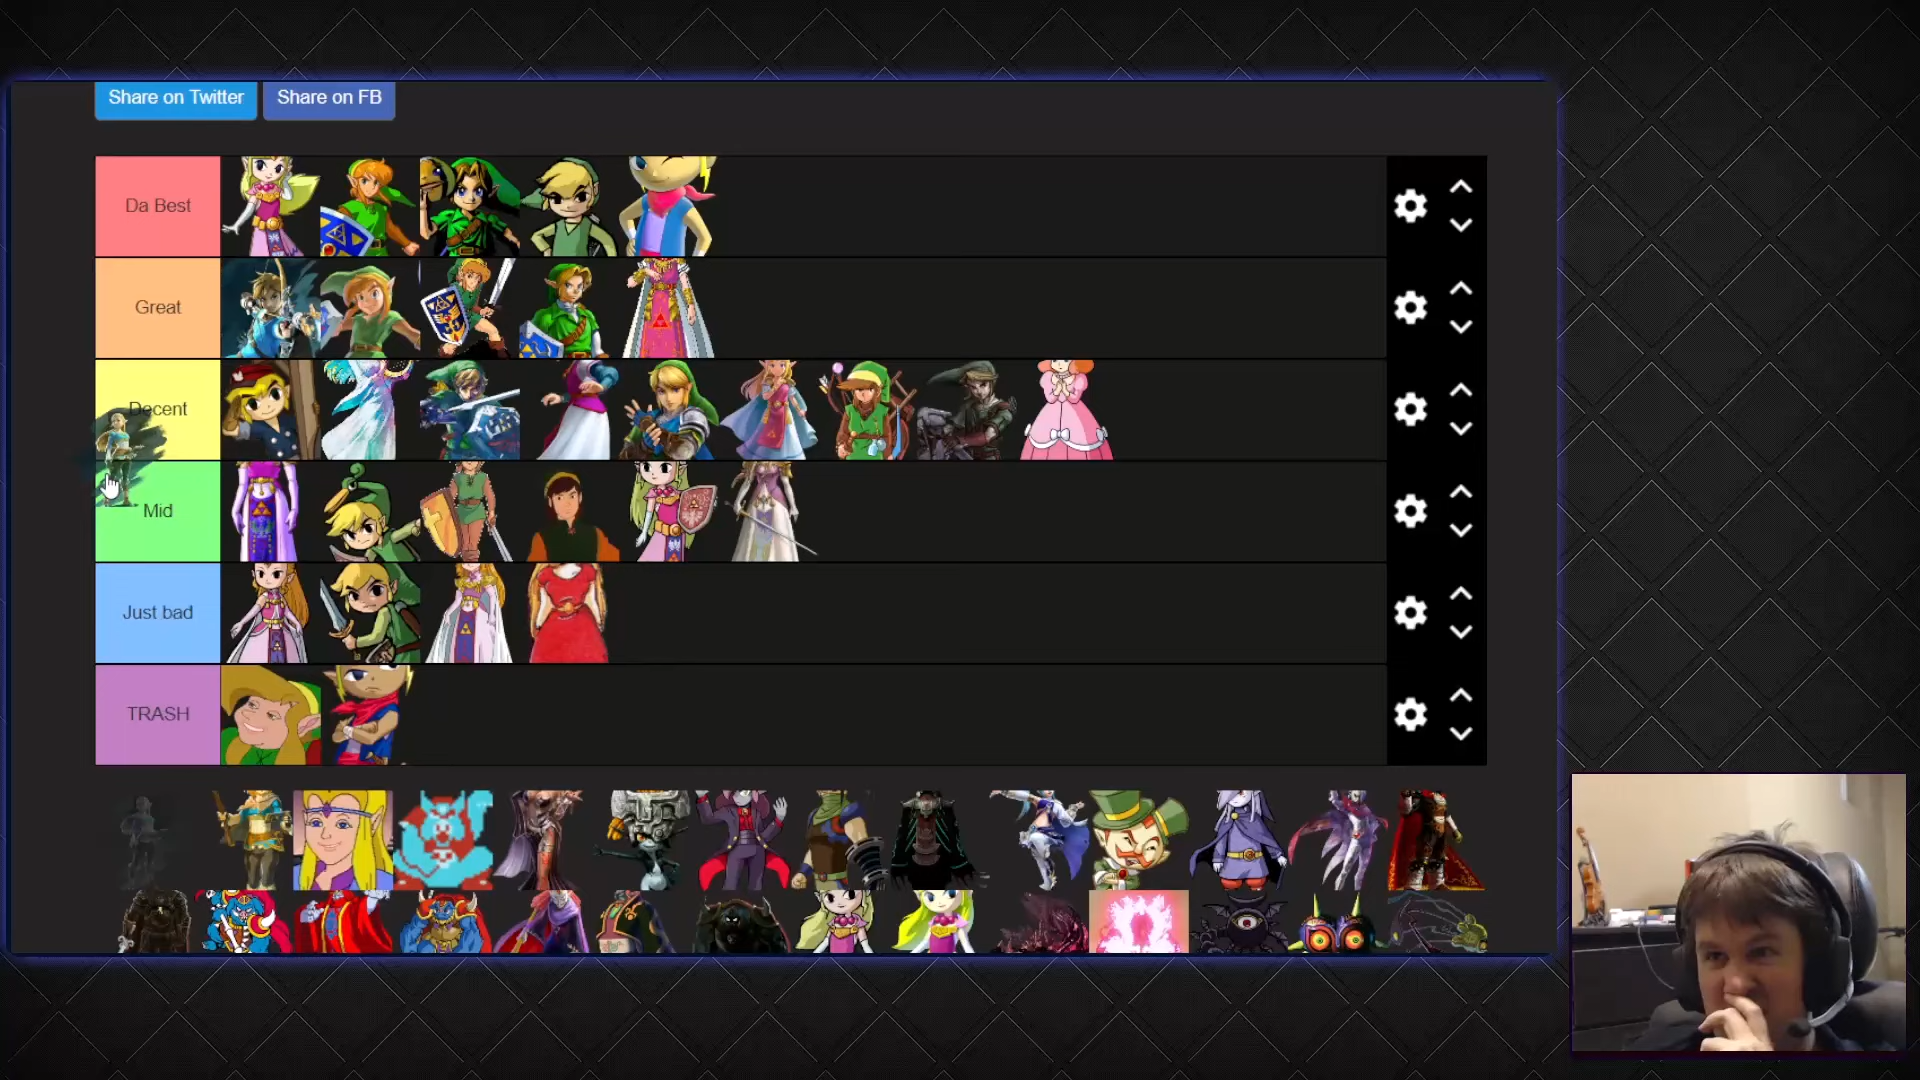 Share on Twitter Share on FB
Da Best
Great
Decent
Mid
Just bad
TRASH